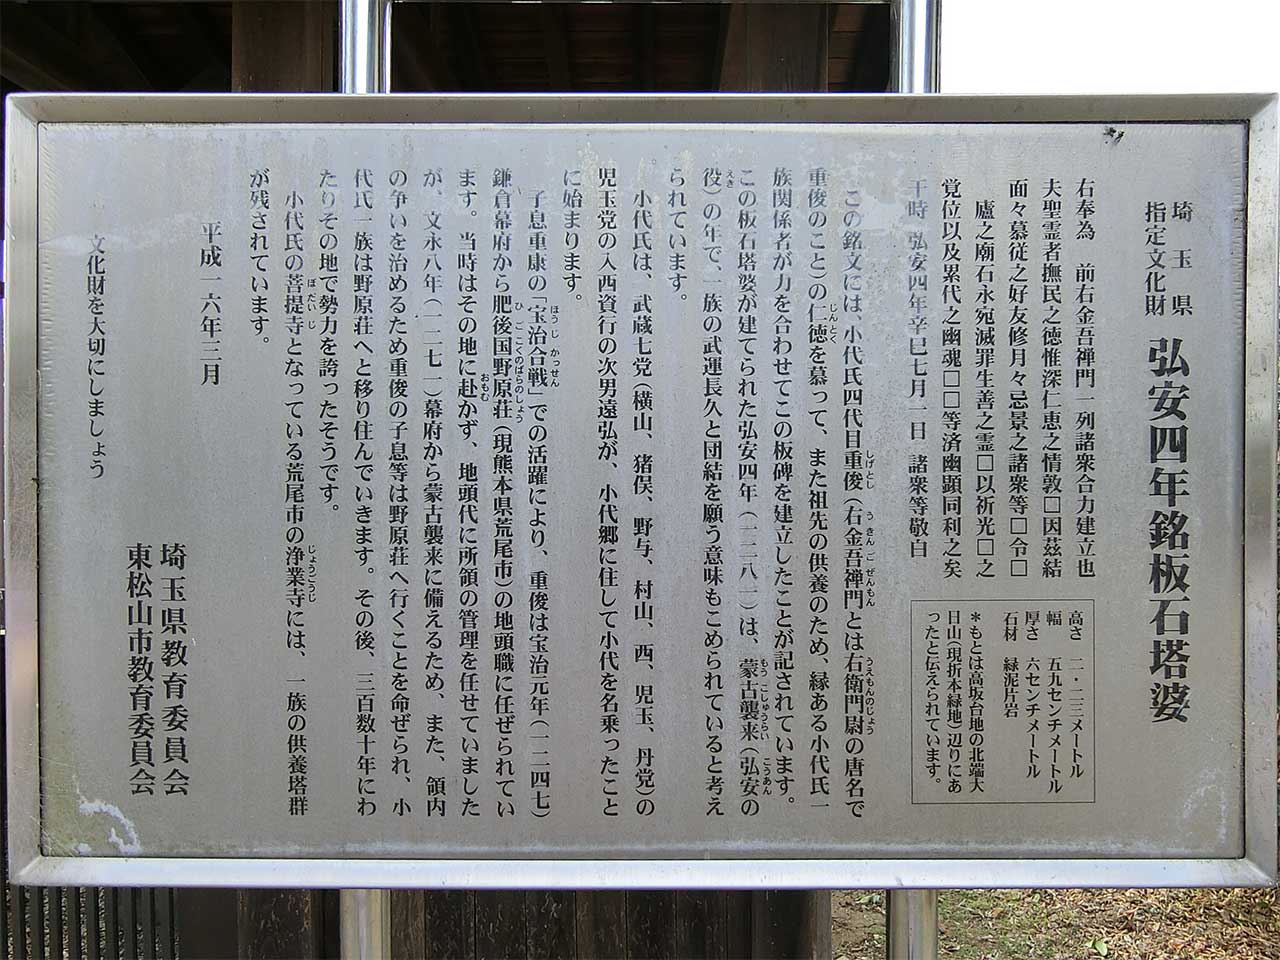 埼玉県
指定文化財
弘安四年銘板石塔婆
右奉為　前右金吾禅門一列諸衆合力建立也
夫聖霊者撫民之徳惟深仁恵之情敦□因茲結
面々慕従之好友修月々忌景之諸衆等□令□
廬之廟石永宛滅罪生善之霊□以祈光□之
覚位以及累代之幽魂□□等済幽顕同利之矣
干時 弘安四年辛巳七月一日 諸衆等敬白
高さ　二・二三メートル
幅　五九センチメートル
厚さ　六センチメートル
石材　緑泥片岩
＊もとは高坂台地の北端大
日山（現折本緑地）辺りにあ
ったと伝えられています。
この銘文には、小代氏四代目重俊（右金吾禅門とは右衛門尉の唐名で
重俊のこと）の仁徳を慕って、また祖先の供養のため、縁ある小代氏一
族関係者が力を合わせてこの板碑を建立したことが記されています。
この板石塔婆が建てられた弘安四年（一二八一）は、蒙古襲来（弘安の
役）の年で、一族の武運長久と団結を願う意味もこめられていると考え
られています。
小代氏は、武蔵七党（横山、猪俣、野与、村山、西、児玉、丹党）の
児玉党の入西資行の次男遠弘が、小代郷に住して小代を名乗ったこと
に始まります。
子息重康の「宝治合戦」での活躍により、重俊は宝治元年（一二四七）
鎌倉幕府から肥後国野原荘（現熊本県荒尾市）の地頭職に任ぜられてい
ます。当時はその地に赴かず、地頭代に所領の管理を任せていました
が、文永八年（一二七一）幕府から蒙古襲来に備えるため、また、領内
の争いを治めるため重俊の子息等は野原荘へ行くことを命ぜられ、小
代氏一族は野原荘へと移り住んでいきます。その後、三百数十年にわ
たりその地で勢力を誇ったそうです。
小代氏の菩提寺となっている荒尾市の浄業寺には、一族の供養塔群
が残されています。
平成一六年三月
埼玉県教育委員会
東松山市教育委員会
文化財を大切にしましょう